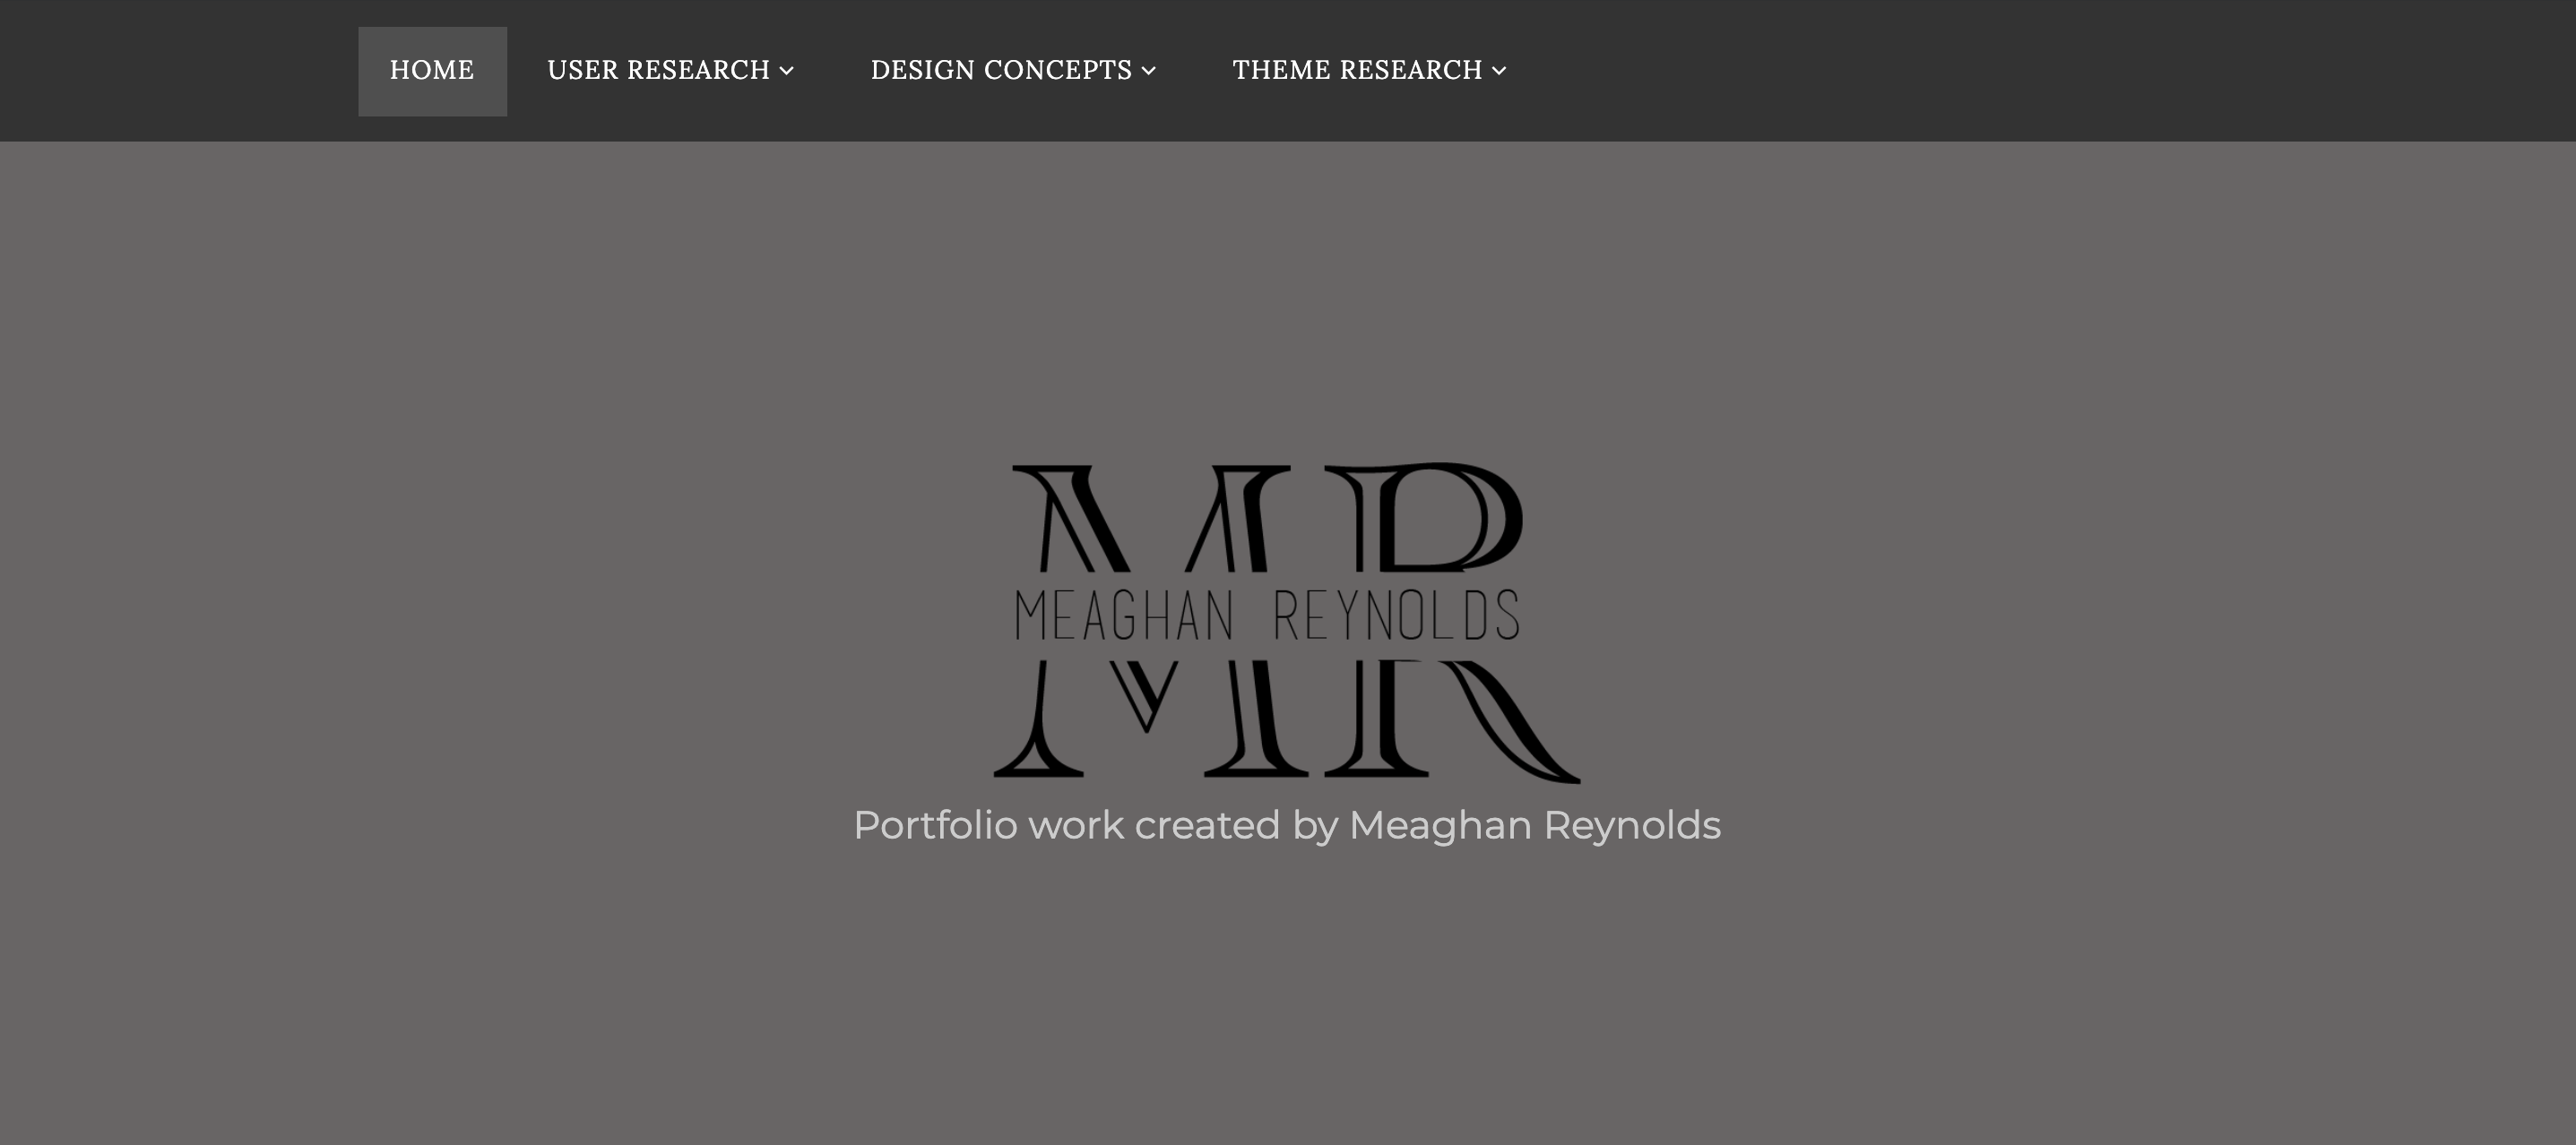 HOME USER RESEARCH DESIGN CONCEPTS THEME RESEARCH
MR
MEAGHAN REYNOLDS
Portfolio work created by Meaghan Reynolds